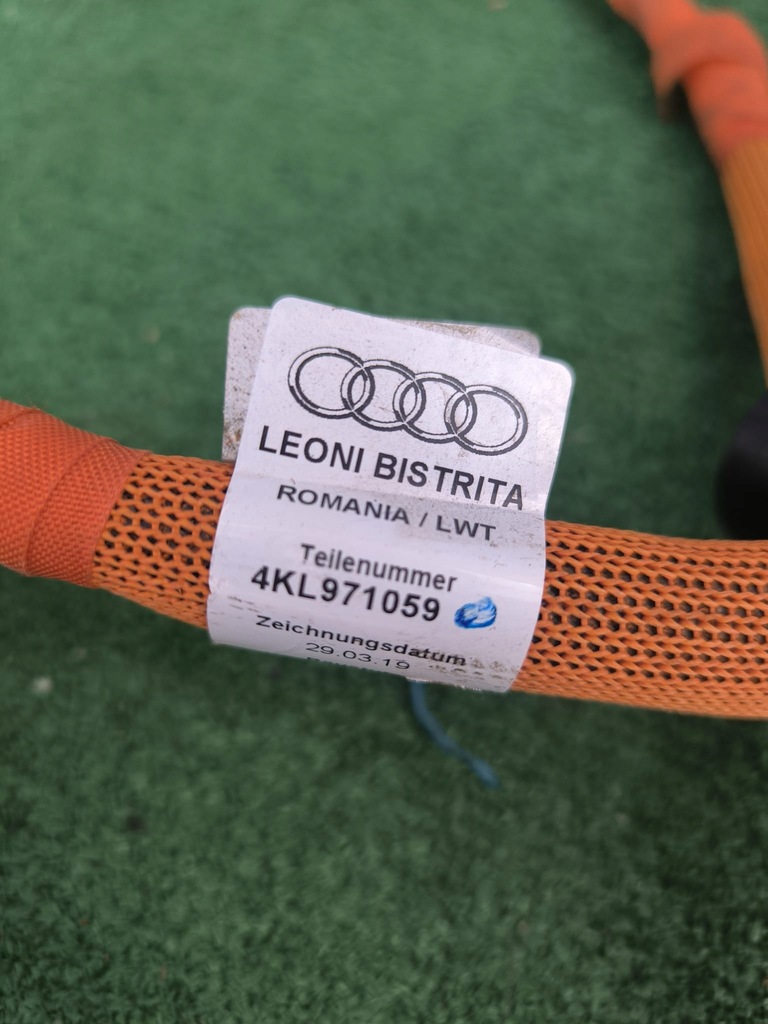 LEONI BISTRITA
ROMANIA / LWT
Teilenummer
4KL971059
Zeichnungsdatum
29.03.19